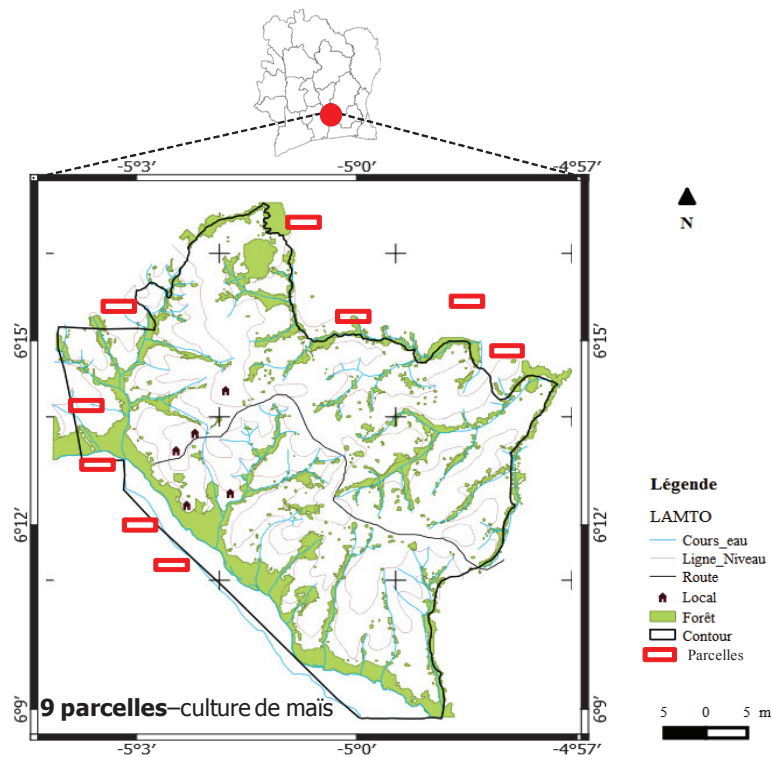 -5°3′ -5°0′ -4°57′
N
6°15′ 6°15′
6°12′ 6°12′
6°9′ 6°9′
9 parcelles–culture de maïs
-5°3′ -5°0′ -4°57′
Légende
LAMTO
Cours_eau
Ligne_Niveau
Route
Local
Forêt
Contour
Parcelles
5 0 5 m